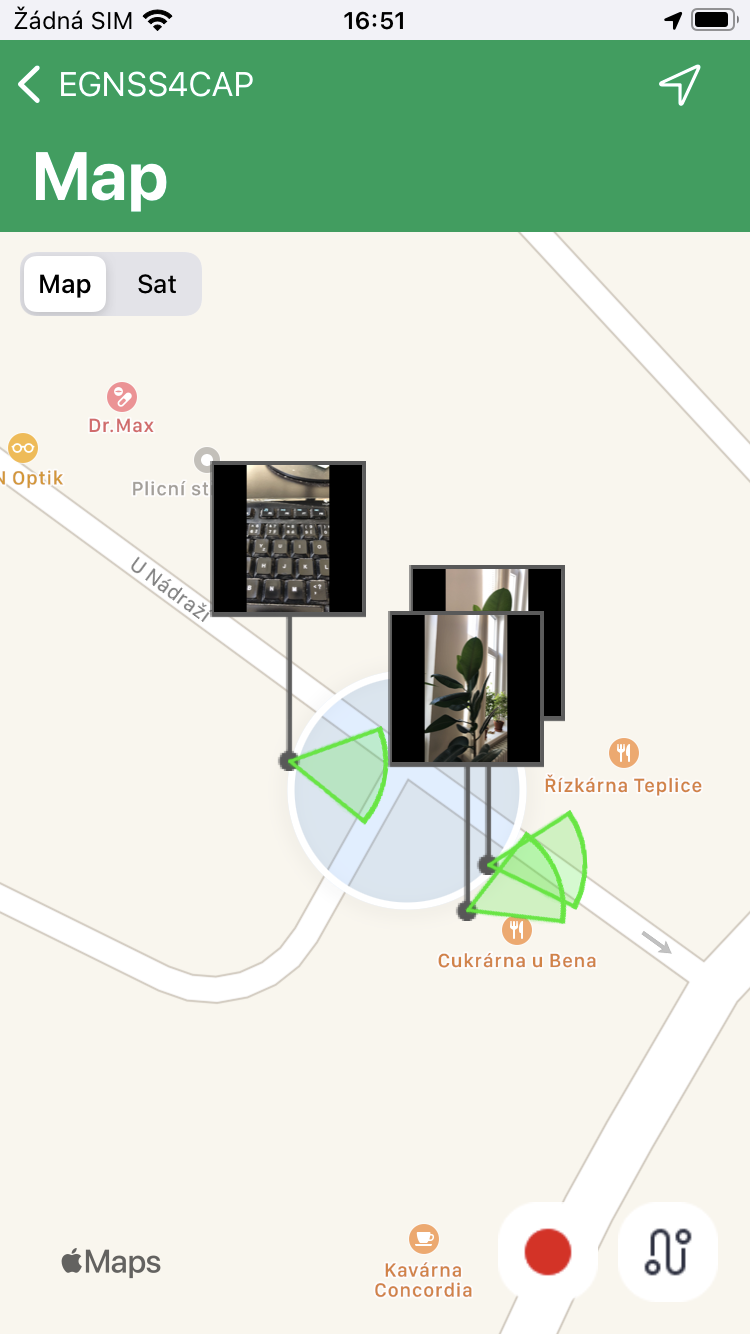 Žádná SIM
16:51
EGNSS4CAP
Map
Map
Sat
Dr.Max
N Optik
Plicní st
U Nádraží
Řízkárna Teplice
Cukrárna u Bena
Maps
Kavárna
Concordia